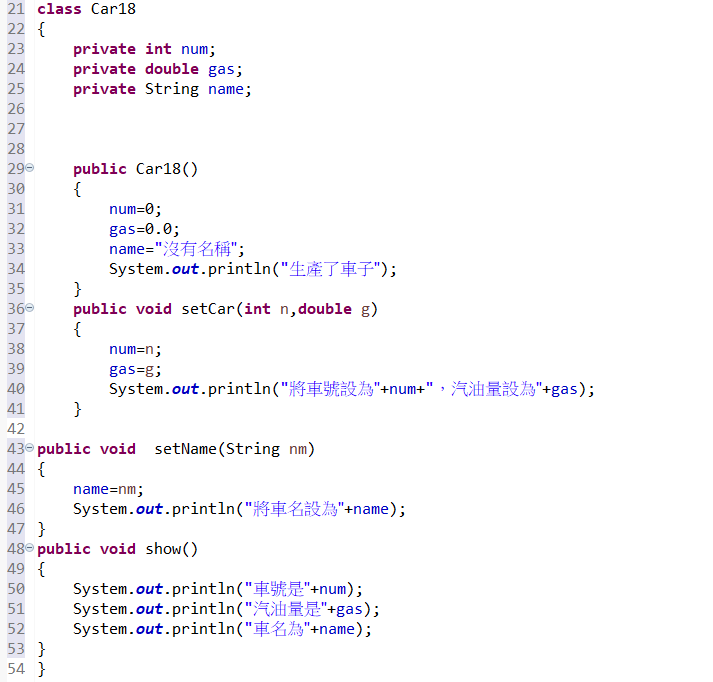 21 class Car18
22 {
23     private int num;
24     private double gas;
25     private String name;
26
27
28
29     public Car18()
30     {
31         num=0;
32         gas=0.0;
33         name="沒有名稱";
34         System.out.println("生產了車子");
35     }
36     public void setCar(int n,double g)
37     {
38         num=n;
39         gas=g;
40         System.out.println("將車號設為"+num+"，汽油量設為"+gas);
41     }
42
43 public void  setName(String nm)
44 {
45     name=nm;
46     System.out.println("將車名設為"+name);
47 }
48 public void show()
49 {
50     System.out.println("車號是"+num);
51     System.out.println("汽油量是"+gas);
52     System.out.println("車名為"+name);
53 }
54 }